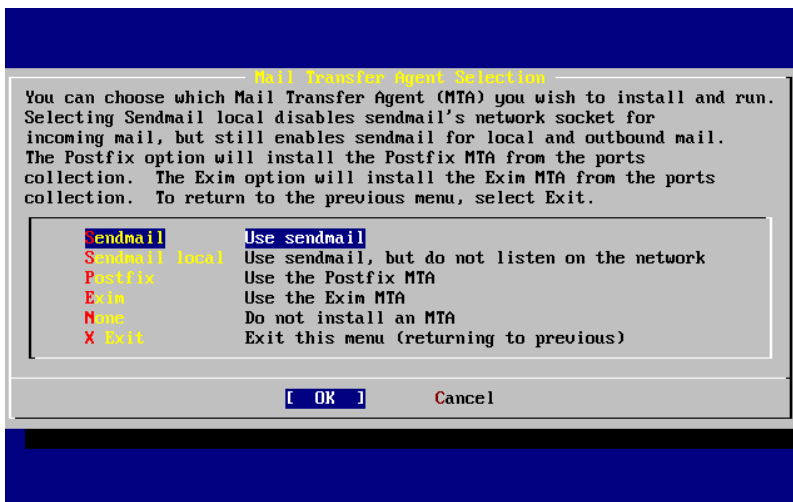 Mail Transfer Agent Selection
You can choose which Mail Transfer Agent (MTA) you wish to install and run.
Selecting Sendmail local disables sendmail's network socket for
incoming mail, but still enables sendmail for local and outbound mail.
The Postfix option will install the Postfix MTA from the ports
collection.  The Exim option will install the Exim MTA from the ports
collection.  To return to the previous menu, select Exit.
Sendmail Use sendmail
Sendmail local Use sendmail, but do not listen on the network
Postfix Use the Postfix MTA
Exim Use the Exim MTA
None Do not install an MTA
X Exit Exit this menu (returning to previous)
[ OK ] Cancel